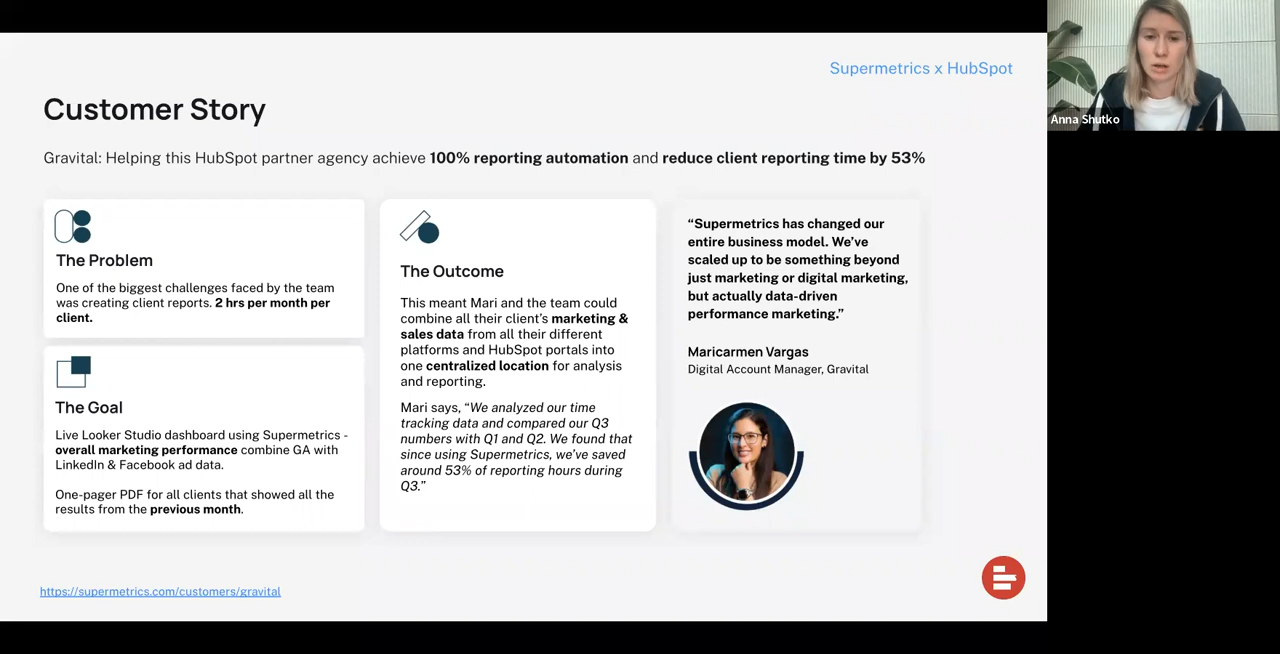 Supermetrics x HubSpot
Anna Shutko
Customer Story
Gravital: Helping this HubSpot partner agency achieve 100% reporting automation and reduce client reporting time by 53%
The Problem
One of the biggest challenges faced by the team
was creating client reports. 2 hrs per month per
client.
The Goal
Live Looker Studio dashboard using Supermetrics -
overall marketing performance combine GA with
LinkedIn & Facebook ad data.
One-pager PDF for all clients that showed all the
results from the previous month.
The Outcome
This meant Mari and the team could
combine all their client’s marketing &
sales data from all their different
platforms and HubSpot portals into
one centralized location for analysis
and reporting.
Mari says, “We analyzed our time
tracking data and compared our Q3
numbers with Q1 and Q2. We found that
since using Supermetrics, we’ve saved
around 53% of reporting hours during
Q3.”
“Supermetrics has changed our
entire business model. We’ve
scaled up to be something beyond
just marketing or digital marketing,
but actually data-driven
performance marketing.”
Maricarmen Vargas
Digital Account Manager, Gravital
https://supermetrics.com/customers/gravital